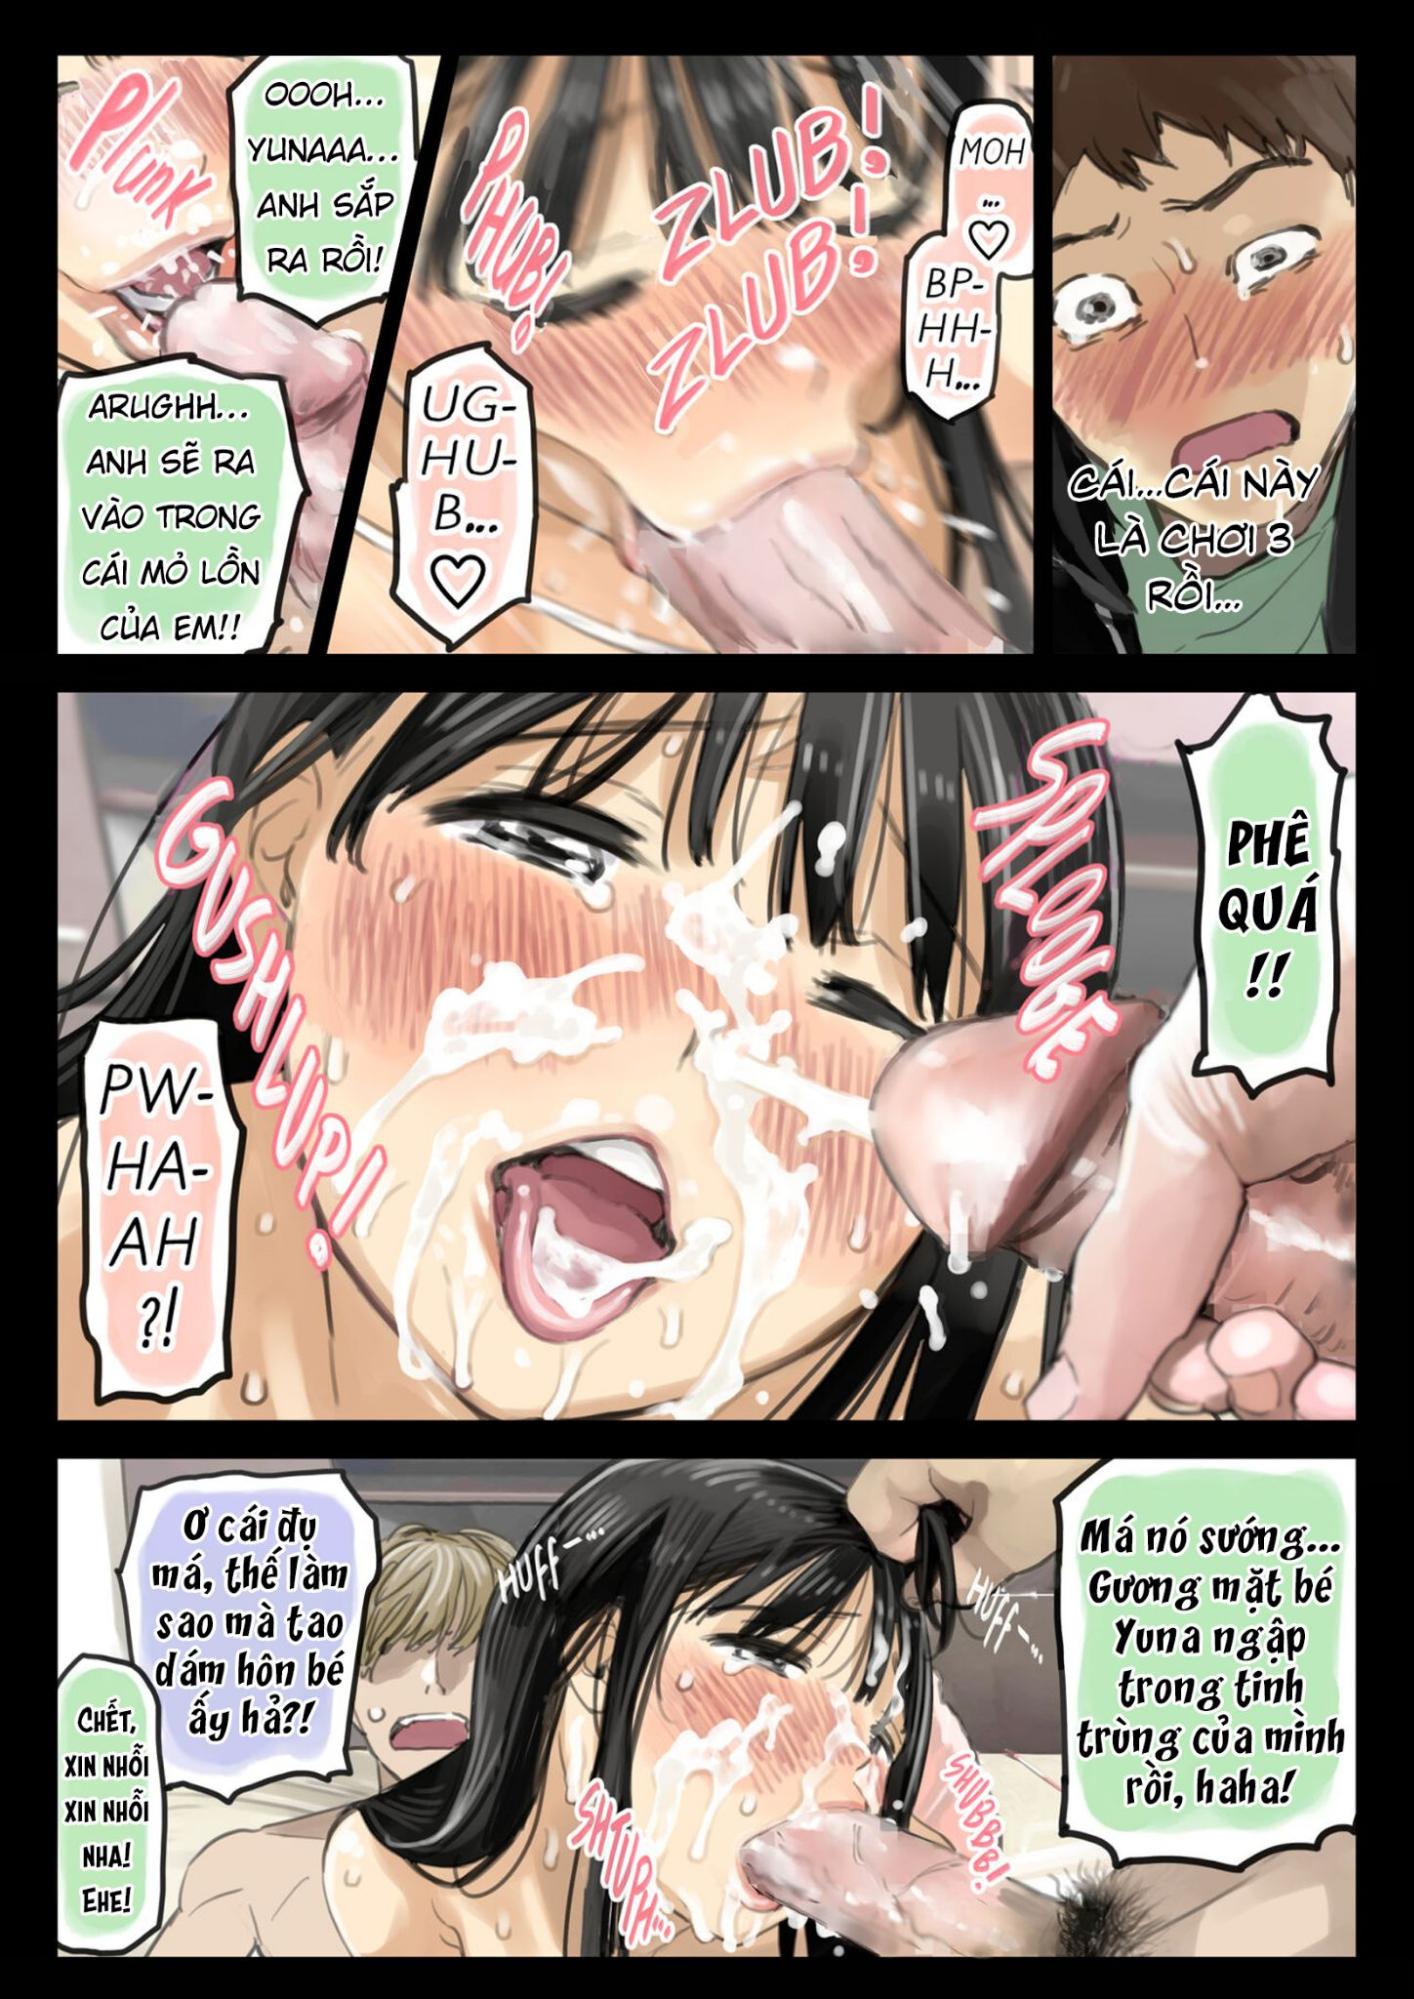 OOOH...
YUNAAA...
ANH SẮP
RA RỒI!
Plunk
ARUGHH...
ANH SẼ RA
VÀO TRONG
CÁI MỎ LỒN
CỦA EM!!
PHUB!
ZLUB!
ZLUB!
MOH
...
♡
BP-
HH-
H...
UG-
HU-
B...
♡
CÁI...CÁI NÀY
LÀ CHƠI 3
RỒI...
GUSHLUP!
SPLOOGE
PHÊ
QUÁ
!!
PW-
HA-
AH
?!
Ơ cái đụ
má, thế làm
sao mà tao
dám hôn bé
ấy hả?!
CHẾT,
XIN NHỖI
XIN NHỖI
NHA!
EHE!
HUFF—...
HUFF—...
Má nó sướng...
Gương mặt bé
Yuna ngập
trong tinh
trùng của mình
rồi, haha!
SHTUPH...
SHUBBB!